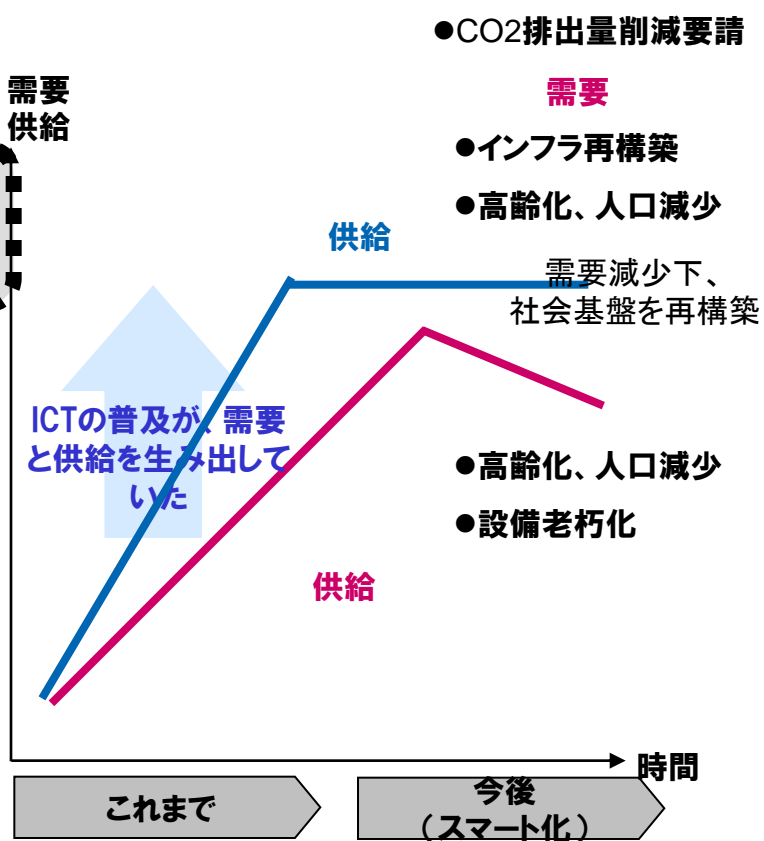 ●CO2排出量削減要請
需要
供給
需要
●インフラ再構築
●高齢化、人口減少
供給
需要減少下、
社会基盤を再構築
ICTの普及が、需要
と供給を生み出して
いた
●高齢化、人口減少
●設備老朽化
供給
時間
これまで
今後
（スマート化）